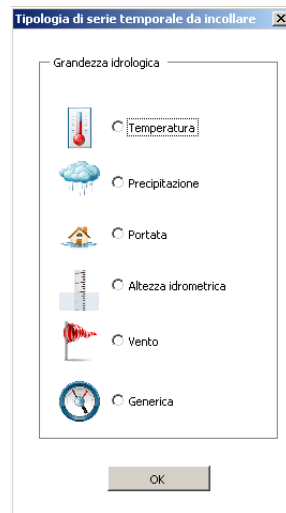 Tipologia di serie temporale da incollare
Grandezza idrologica
Temperatura
Precipitazione
Portata
Altezza idrometrica
Vento
Generica
OK